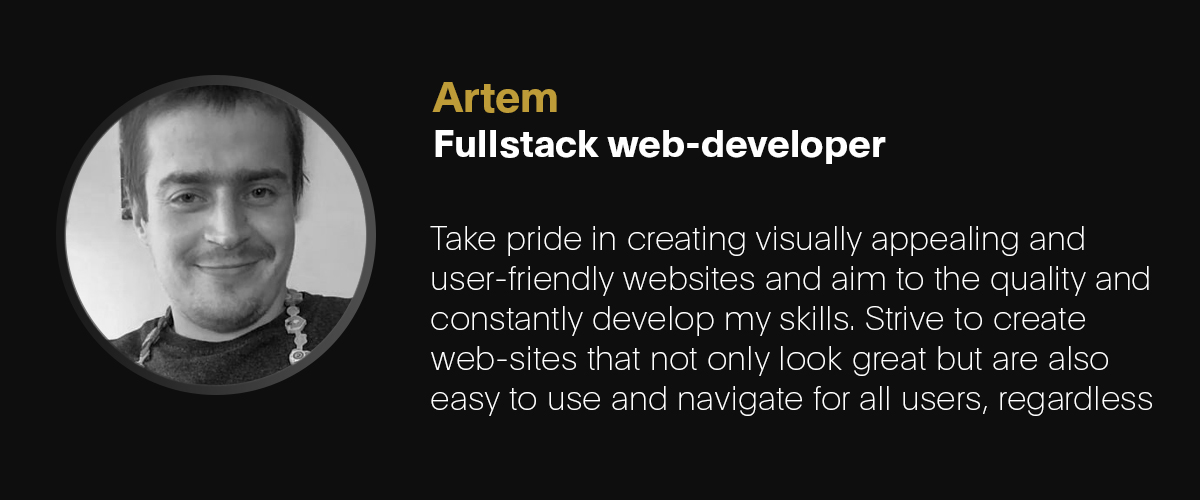 Artem
Fullstack web-developer
Take pride in creating visually appealing and
user-friendly websites and aim to the quality and
constantly develop my skills. Strive to create
web-sites that not only look great but are also
easy to use and navigate for all users, regardless